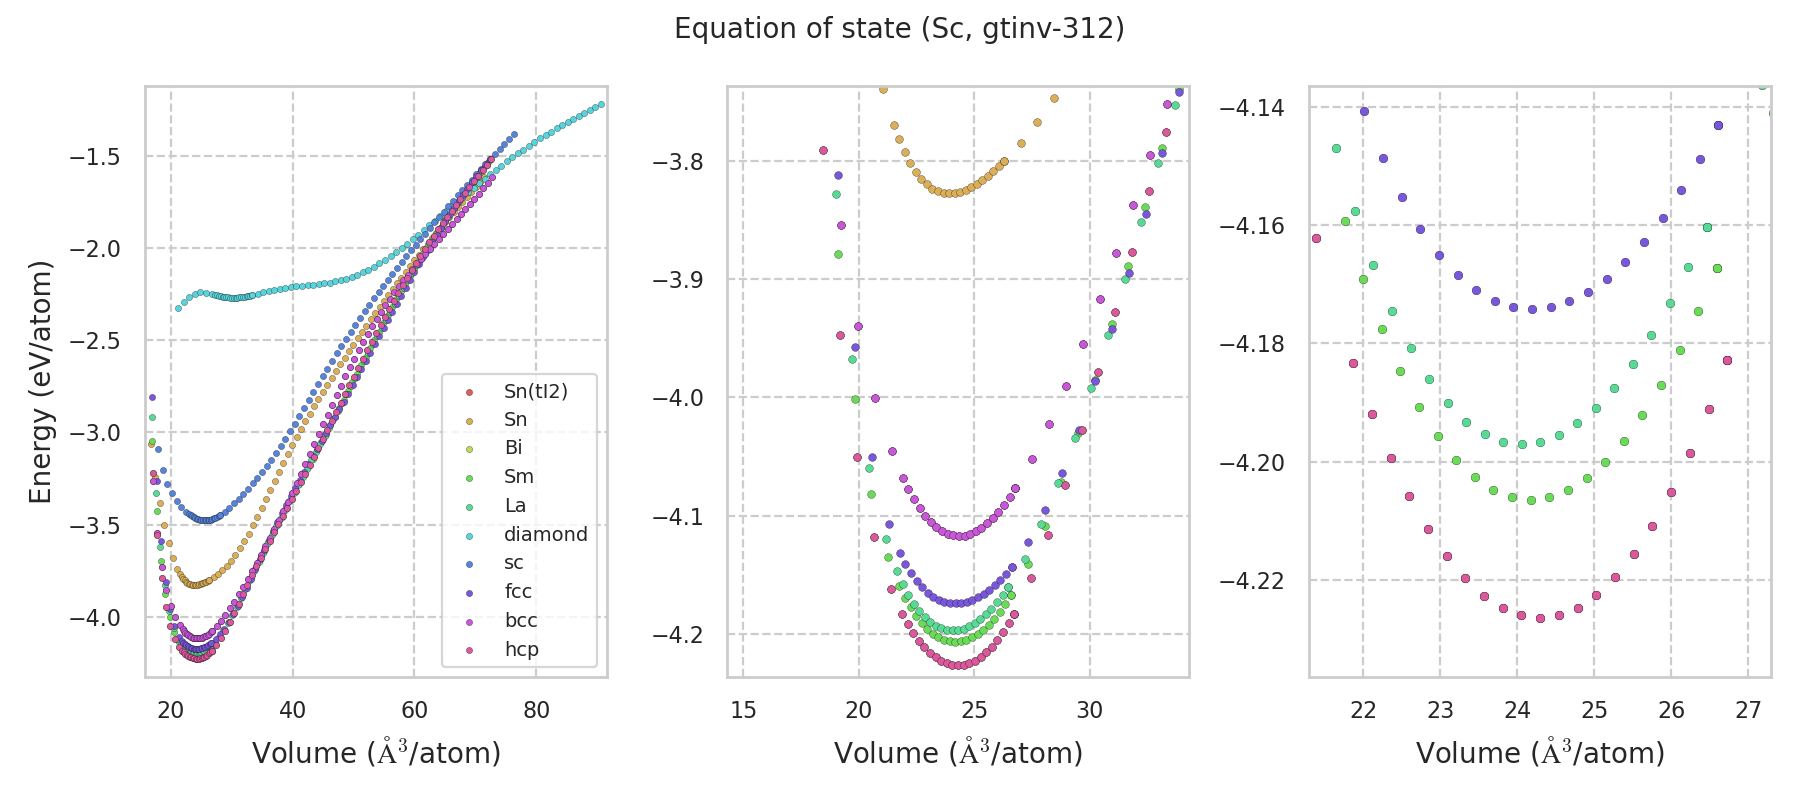 Equation of state (Sc, gtinv-312)
Energy (eV/atom)
−1.5
−2.0
−2.5
−3.0
−3.5
−4.0
20 40 60 80
Volume (Å³/atom)
Sn(tI2)
Sn
Bi
Sm
La
diamond
sc
fcc
bcc
hcp
−3.8
−3.9
−4.0
−4.1
−4.2
15 20 25 30
Volume (Å³/atom)
−4.14
−4.16
−4.18
−4.20
−4.22
22 23 24 25 26 27
Volume (Å³/atom)